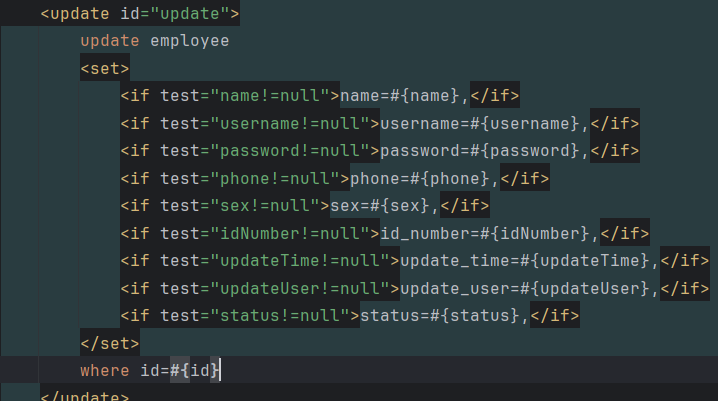 <update id="update">
update employee
<set>
<if test="name!=null">name=#{name},</if>
<if test="username!=null">username=#{username},</if>
<if test="password!=null">password=#{password},</if>
<if test="phone!=null">phone=#{phone},</if>
<if test="sex!=null">sex=#{sex},</if>
<if test="idNumber!=null">id_number=#{idNumber},</if>
<if test="updateTime!=null">update_time=#{updateTime},</if>
<if test="updateUser!=null">update_user=#{updateUser},</if>
<if test="status!=null">status=#{status},</if>
</set>
where id=#{id}
</update>